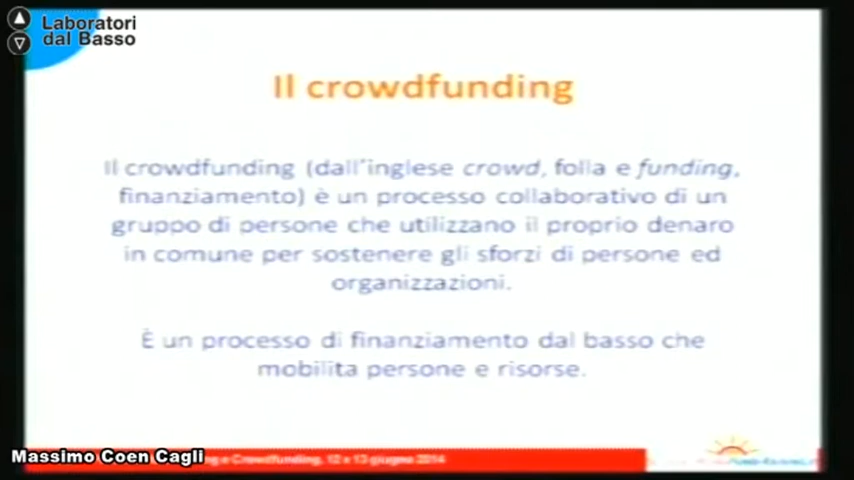 Laboratori
dal Basso
Il crowdfunding
Il crowdfunding (dall'inglese crowd, folla e funding,
finanziamento) è un processo collaborativo di un
gruppo di persone che utilizzano il proprio denaro
in comune per sostenere gli sforzi di persone ed
organizzazioni.
È un processo di finanziamento dal basso che
mobilita persone e risorse.
Massimo Coen Cagli
e Crowdfunding, 12 e 13 giugno 2014